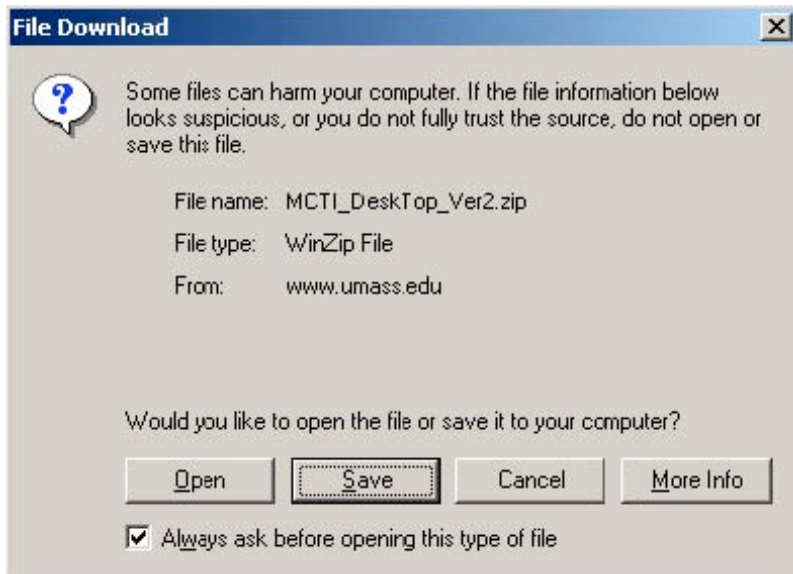 File Download
Some files can harm your computer. If the file information below
looks suspicious, or you do not fully trust the source, do not open or
save this file.
File name: MCTI_DeskTop_Ver2.zip
File type: WinZip File
From: www.umass.edu
Would you like to open the file or save it to your computer?
Open Save Cancel More Info
Always ask before opening this type of file